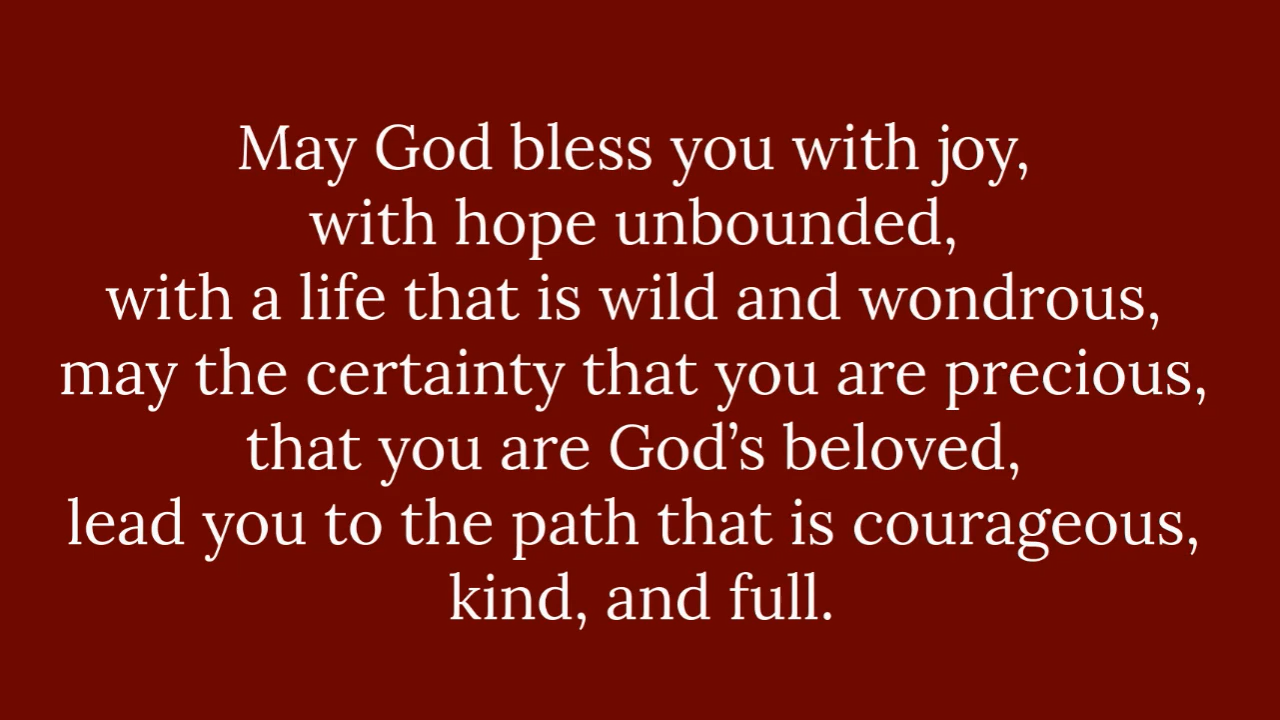 May God bless you with joy,
with hope unbounded,
with a life that is wild and wondrous,
may the certainty that you are precious,
that you are God’s beloved,
lead you to the path that is courageous,
kind, and full.